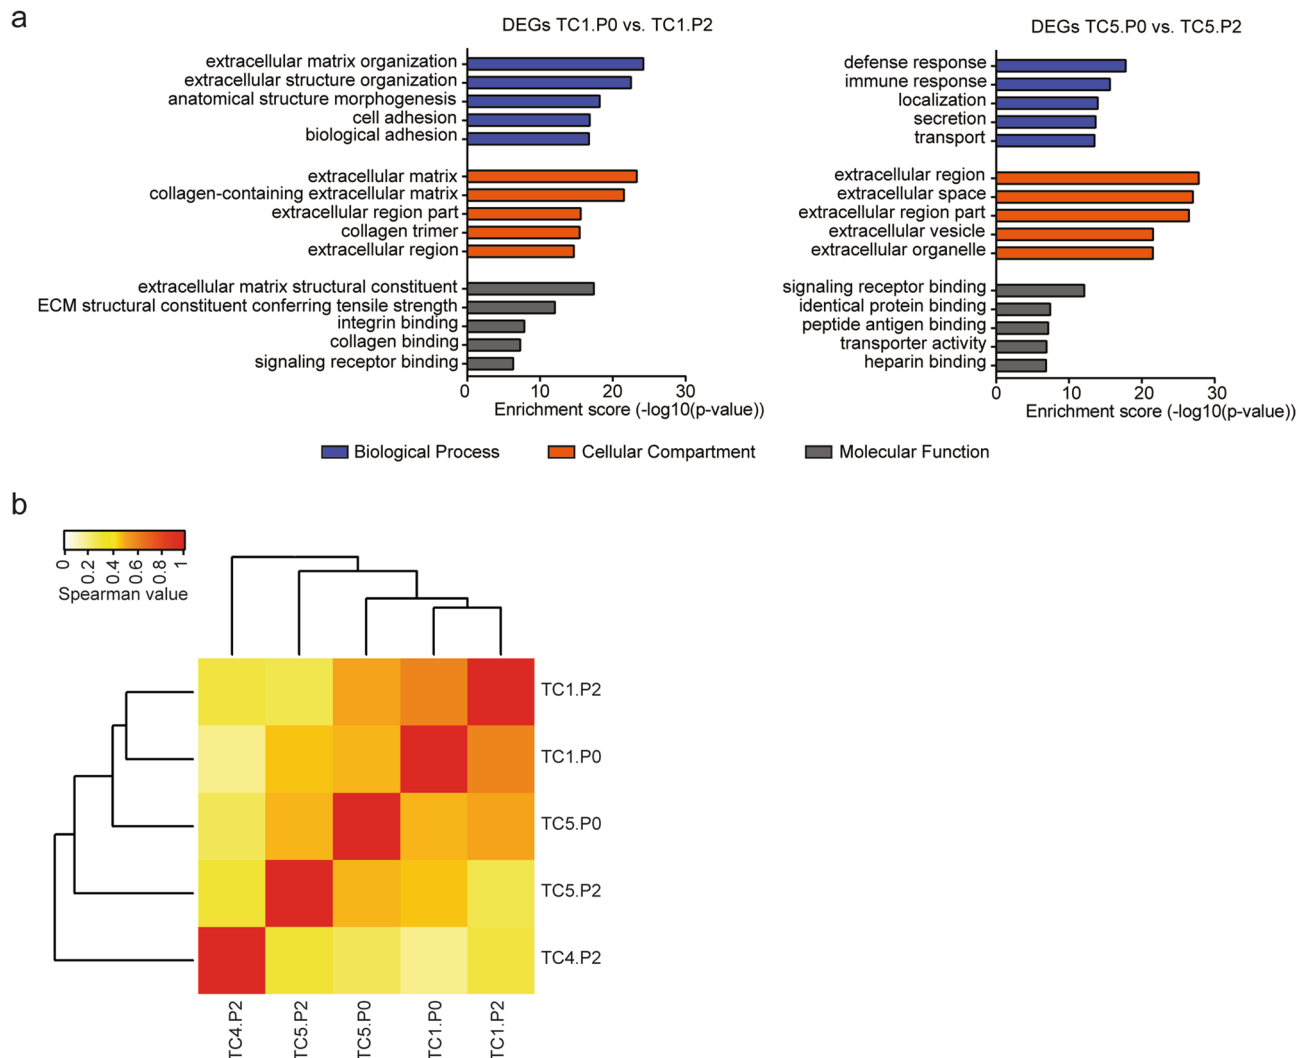 a
DEGs TC1.P0 vs. TC1.P2
extracellular matrix organization
extracellular structure organization
anatomical structure morphogenesis
cell adhesion
biological adhesion
extracellular matrix
collagen-containing extracellular matrix
extracellular region part
collagen trimer
extracellular region
extracellular matrix structural constituent
ECM structural constituent conferring tensile strength
integrin binding
collagen binding
signaling receptor binding
0 10 20 30
Enrichment score (-log10(p-value))
DEGs TC5.P0 vs. TC5.P2
defense response
immune response
localization
secretion
transport
extracellular region
extracellular space
extracellular region part
extracellular vesicle
extracellular organelle
signaling receptor binding
identical protein binding
peptide antigen binding
transporter activity
heparin binding
0 10 20 30
Enrichment score (-log10(p-value))
Biological Process Cellular Compartment Molecular Function
b
0 0.2 0.4 0.6 0.8 1
Spearman value
TC1.P2
TC1.P0
TC5.P0
TC5.P2
TC4.P2
TC4.P2 TC5.P2 TC5.P0 TC1.P0 TC1.P2